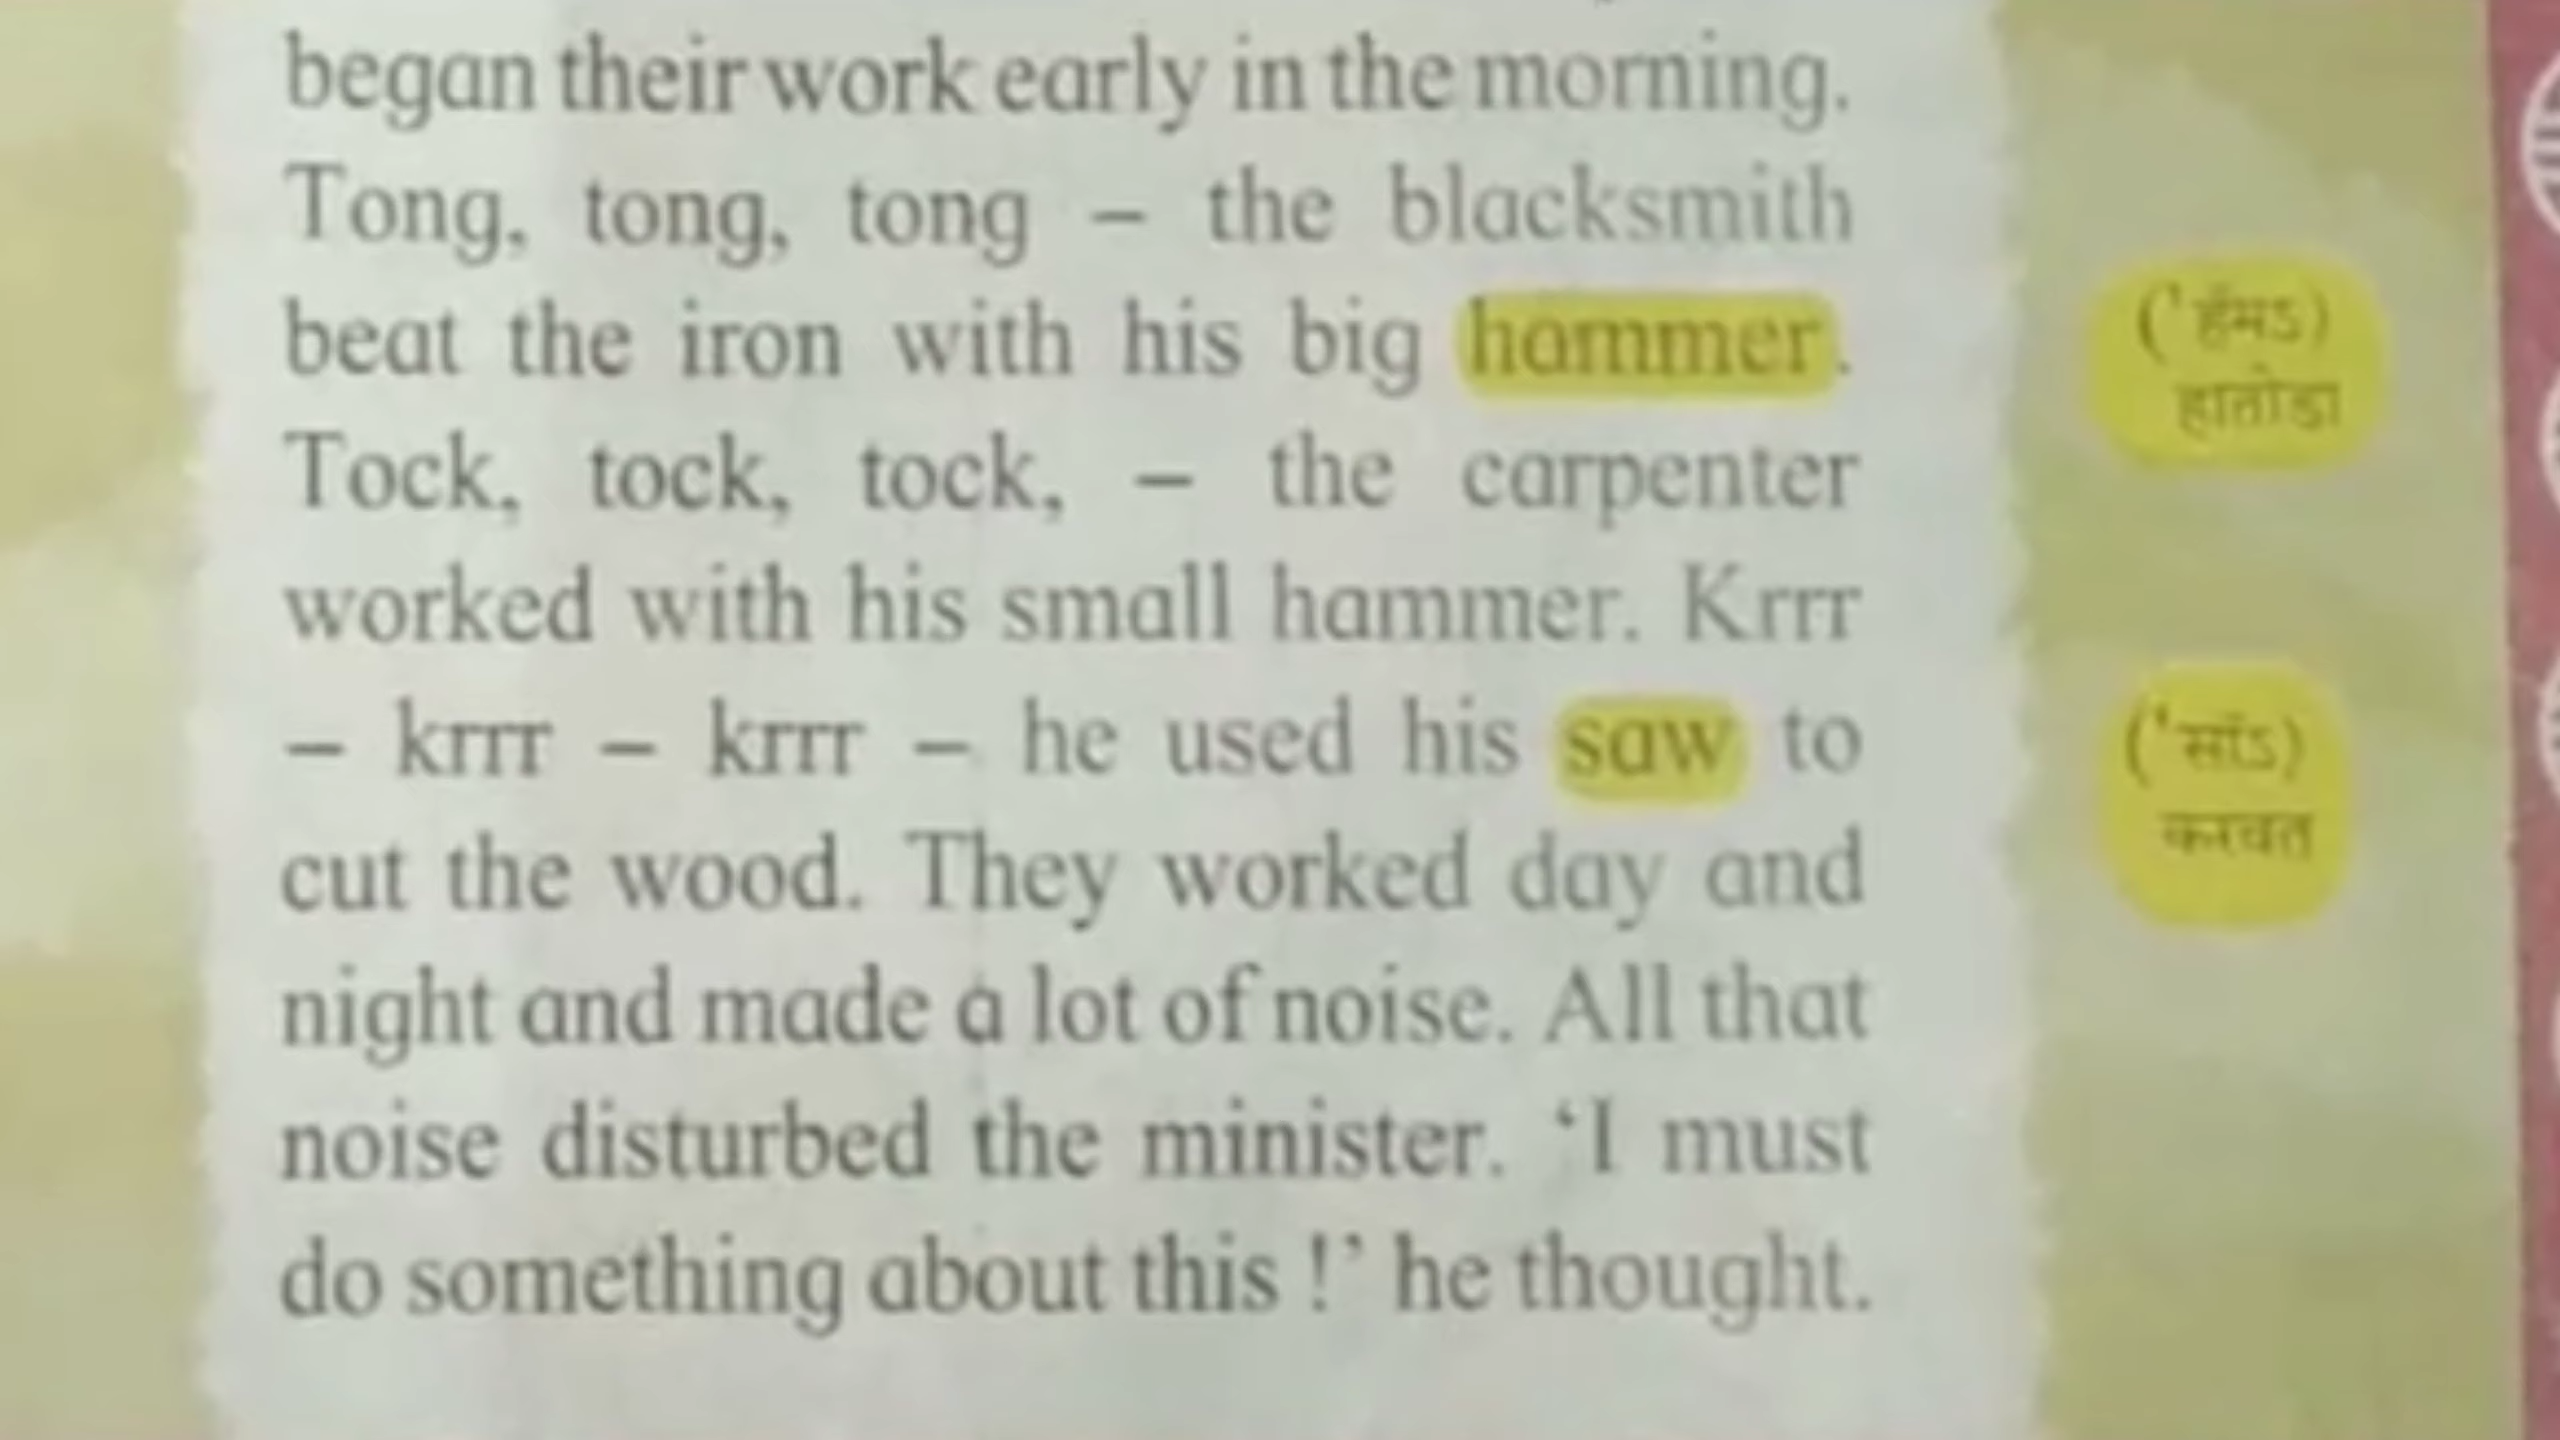 began their work early in the morning.
Tong, tong, tong – the blacksmith
beat the iron with his big hammer.
Tock, tock, tock, – the carpenter
worked with his small hammer. Krrr
– krrr – krrr – he used his saw to
cut the wood. They worked day and
night and made a lot of noise. All that
noise disturbed the minister. ‘I must
do something about this !’ he thought.
('हॅमऽ)
हातोडा
('सॉऽ)
करवत